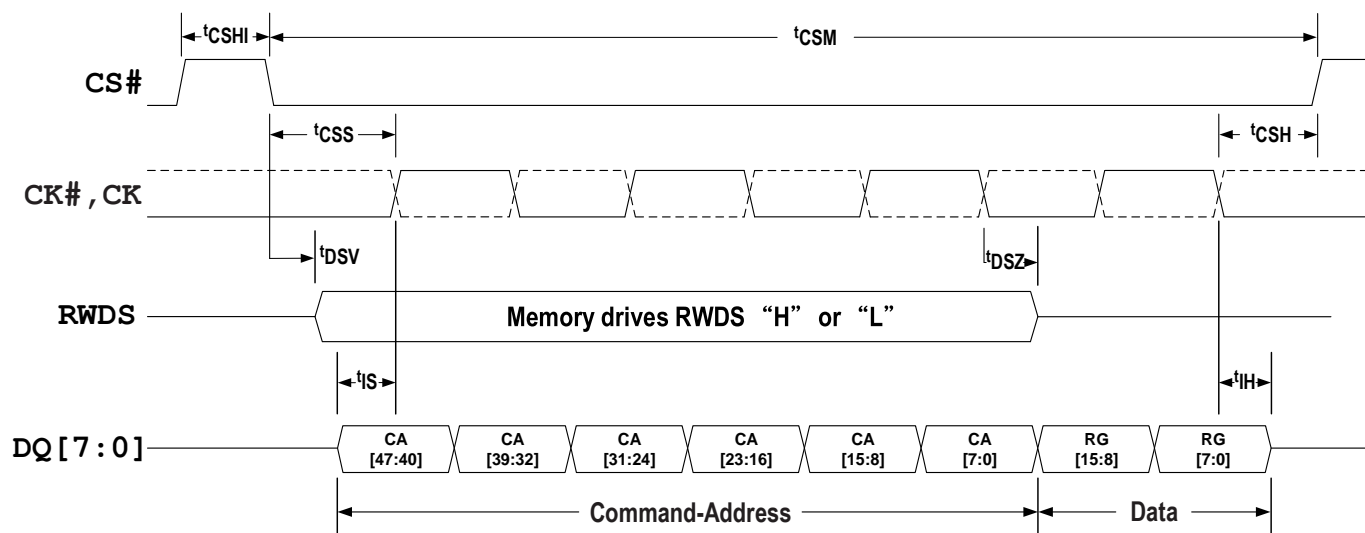 tCSHI
tCSM
CS#
tCSS
tCSH
CK#,CK
tDSV
tDSZ
RWDS
Memory drives RWDS “H” or “L”
tIS
tIH
DQ[7:0]
CA [47:40]
CA [39:32]
CA [31:24]
CA [23:16]
CA [15:8]
CA [7:0]
RG [15:8]
RG [7:0]
Command-Address
Data